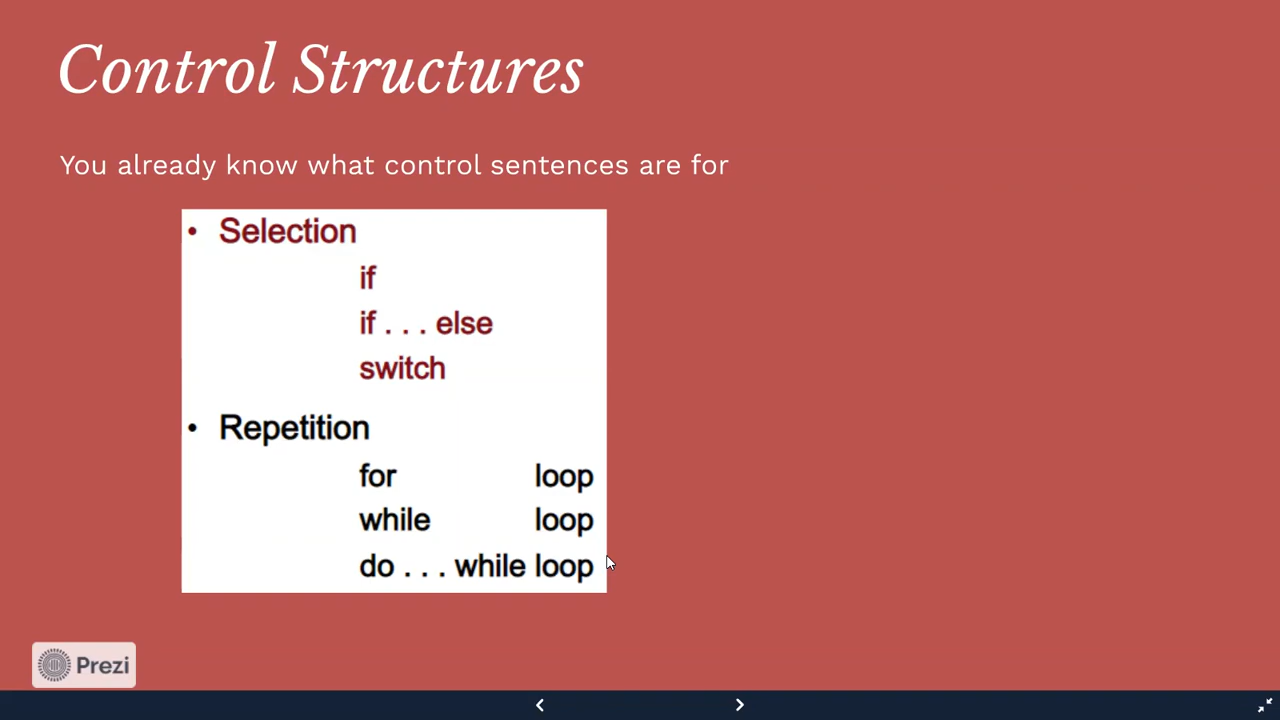 Control Structures
You already know what control sentences are for
• Selection
if
if . . . else
switch
• Repetition
for loop
while loop
do . . . while loop
Prezi